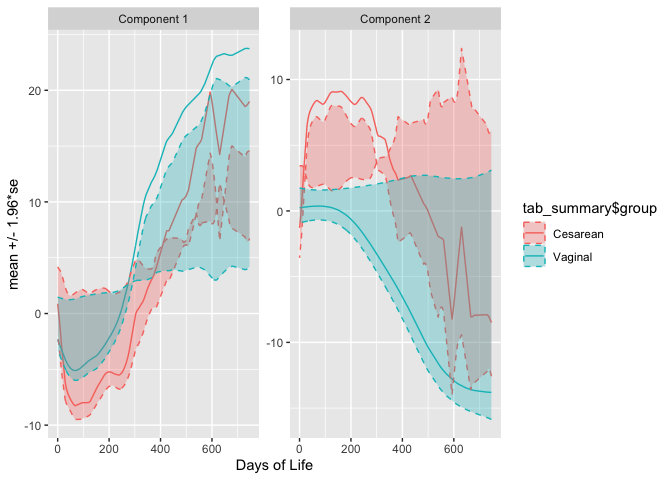 Component 1
Component 2
mean +/- 1.96*se
20
10
0
-10
10
0
-10
0
200
400
600
0
200
400
600
Days of Life
tab_summary$group
Cesarean
Vaginal